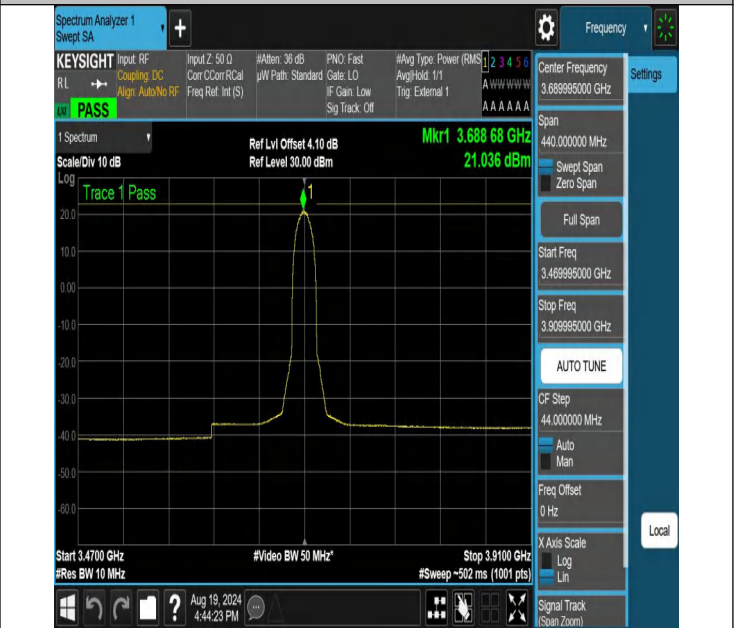 Spectrum Analyzer 1
Swept SA
+
Frequency
KEYSIGHT
RL
PASS
Input: RF
Coupling: DC
Align: Auto/No RF
Input Z: 50 Ω
Corr CCorr RCal
Freq Ref: Int (S)
#Atten: 36 dB
µW Path: Standard
PNO: Fast
Gate: LO
IF Gain: Low
Sig Track: Off
#Avg Type: Power (RMS
Avg|Hold: 1/1
Trig: External 1
1 2 3 4 5 6
A W W W W W
A A A A A A
1 Spectrum
Scale/Div 10 dB
Log
Ref Lvl Offset 4.10 dB
Ref Level 30.00 dBm
Mkr1 3.688 68 GHz
21.036 dBm
Trace 1 Pass
1
20.0
10.0
0.00
-10.0
-20.0
-30.0
-40.0
-50.0
-60.0
Start 3.4700 GHz
#Res BW 10 MHz
#Video BW 50 MHz*
Stop 3.9100 GHz
#Sweep ~502 ms (1001 pts)
Center Frequency
3.689995000 GHz
Settings
Span
440.000000 MHz
Swept Span
Zero Span
Full Span
Start Freq
3.469995000 GHz
Stop Freq
3.909995000 GHz
AUTO TUNE
CF Step
44.000000 MHz
Auto
Man
Freq Offset
0 Hz
X Axis Scale
Log
Lin
Local
Signal Track
(Span Zoom)
?
Aug 19, 2024
4:44:23 PM